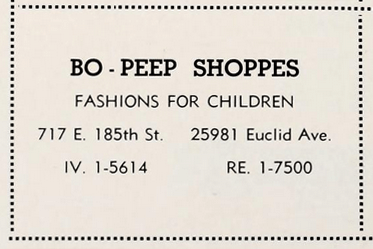 BO-PEEP SHOPPES
FASHIONS FOR CHILDREN
717 E. 185th St. 25981 Euclid Ave.
IV. 1-5614 RE. 1-7500